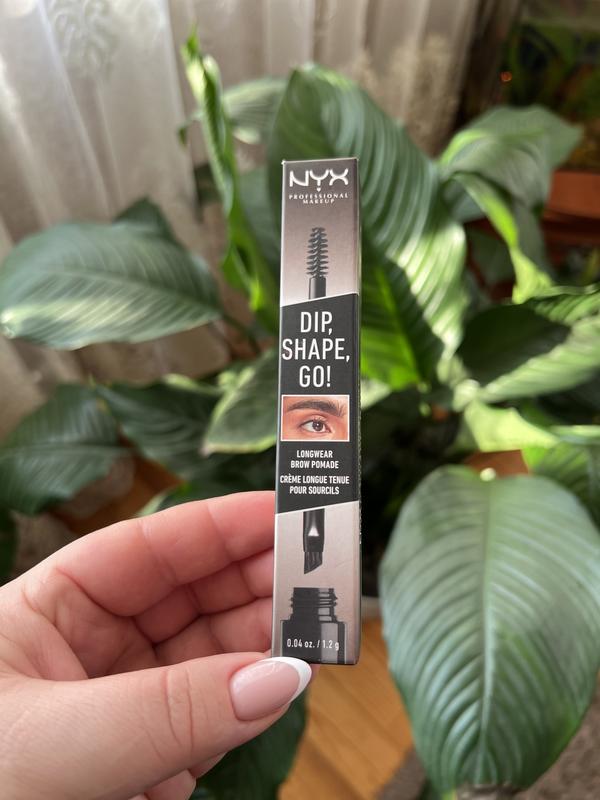 NYX
PROFESSIONAL
MAKEUP
DIP,
SHAPE,
GO!
LONGWEAR
BROW POMADE
CRÈME LONGUE TENUE
POUR SOURCILS
0.04 oz. / 1.2 g